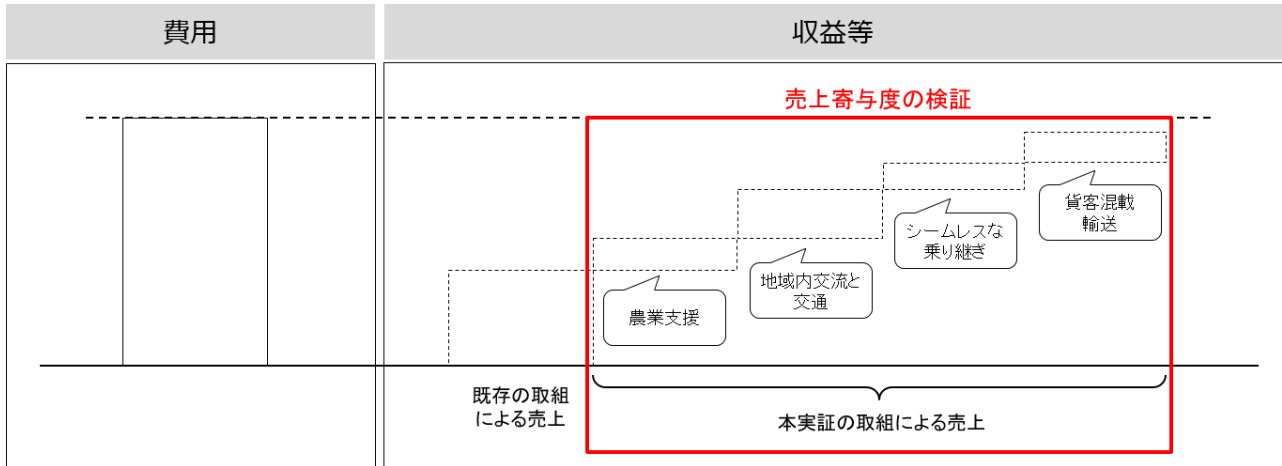 費用
収益等
売上寄与度の検証
貨客混載
輸送
シームレスな
乗り継ぎ
地域内交流と
交通
農業支援
既存の取組
による売上
本実証の取組による売上